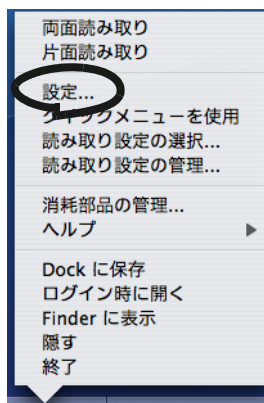 両面読み取り
片面読み取り
設定...
クイックメニューを使用
読み取り設定の選択...
読み取り設定の管理...
消耗部品の管理...
ヘルプ
Dock に保存
ログイン時に開く
Finder に表示
隠す
終了